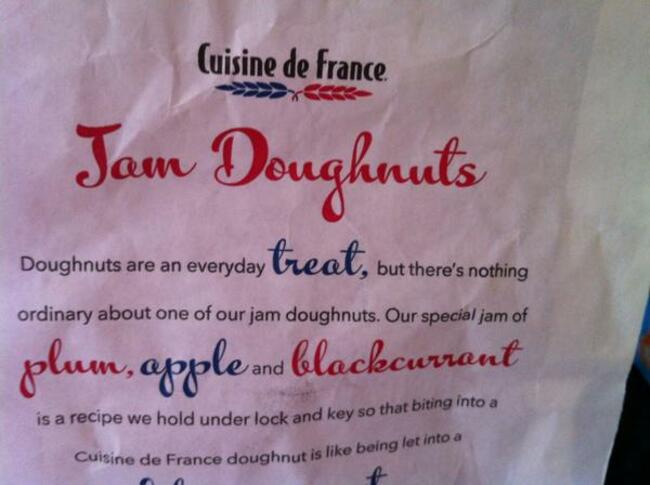 Cuisine de France
Jam Doughnuts
Doughnuts are an everyday treat, but there's nothing
ordinary about one of our jam doughnuts. Our special jam of
plum, apple and blackcurrant
is a recipe we hold under lock and key so that biting into a
Cuisine de France doughnut is like being let into a